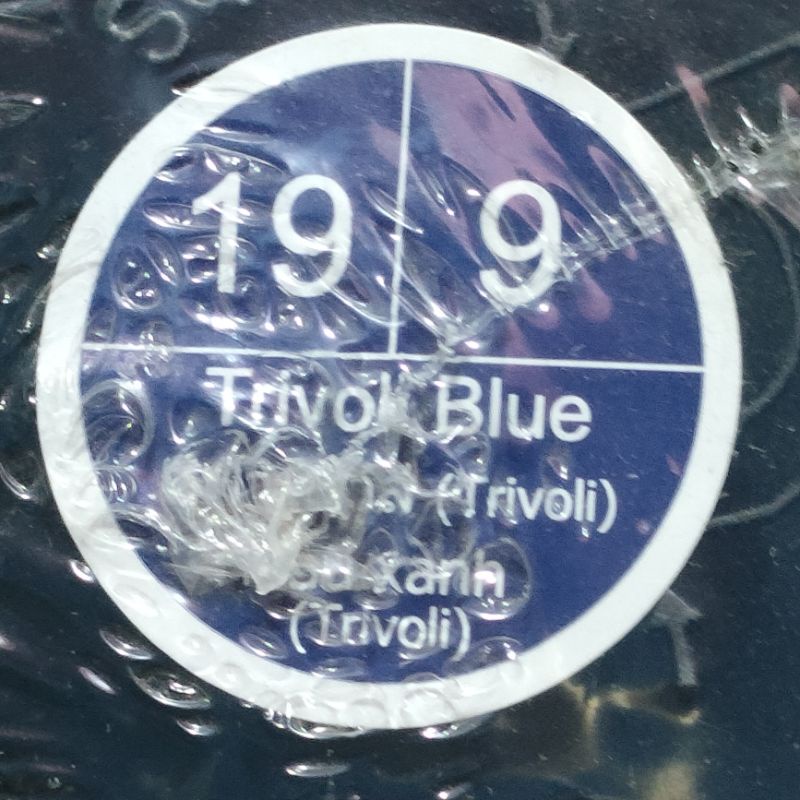 19 9
Trivoli Blue
(Trivoli)
xanh
(Trivoli)